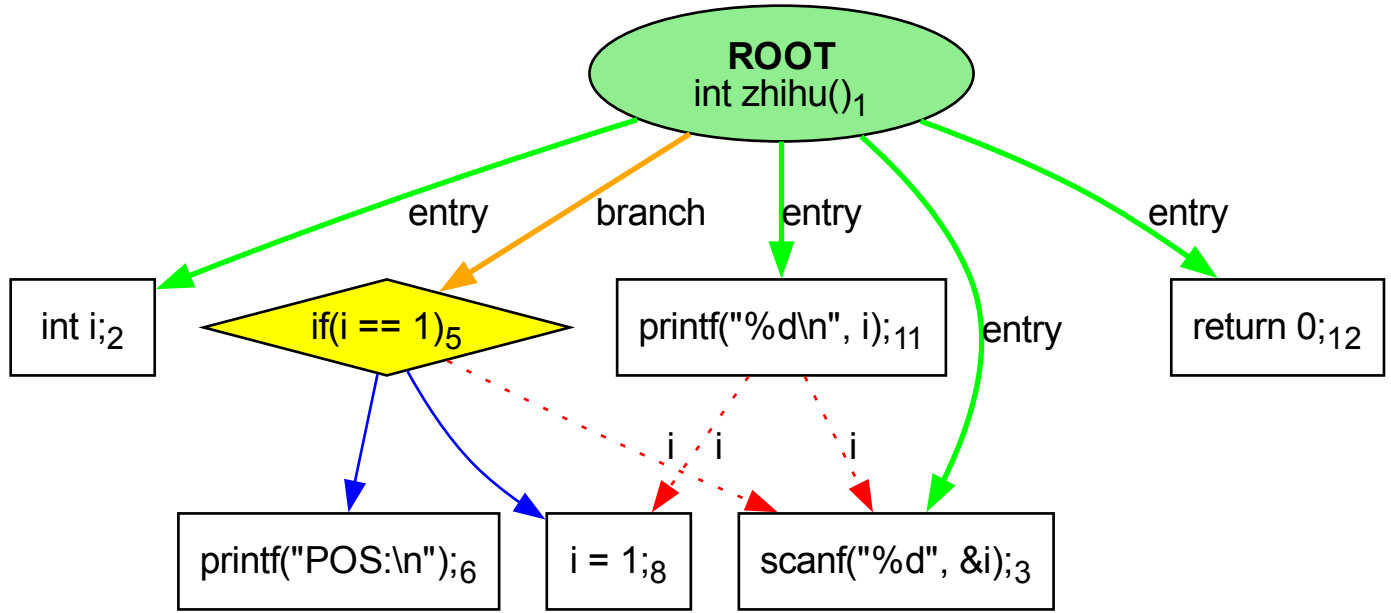 ROOT
int zhihu()1
entry
branch
entry
entry
entry
int i;2
if(i == 1)5
printf("%d\n", i);11
return 0;12
i
i
i
printf("POS:\n");6
i = 1;8
scanf("%d", &i);3